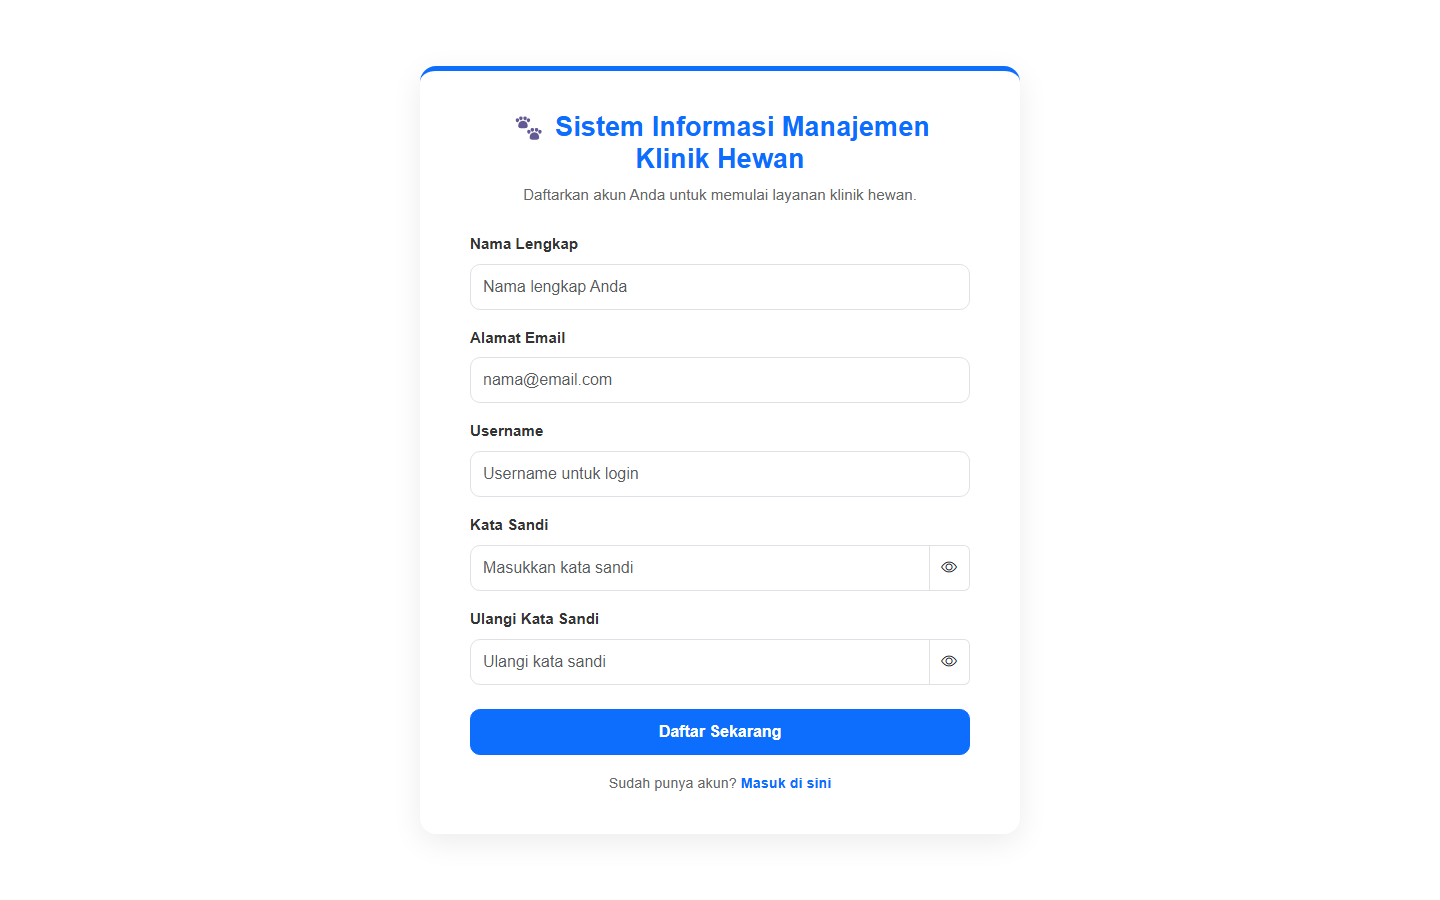 Sistem Informasi Manajemen
Klinik Hewan
Daftarkan akun Anda untuk memulai layanan klinik hewan.
Nama Lengkap
Nama lengkap Anda
Alamat Email
nama@email.com
Username
Username untuk login
Kata Sandi
Masukkan kata sandi
Ulangi Kata Sandi
Ulangi kata sandi
Daftar Sekarang
Sudah punya akun? Masuk di sini